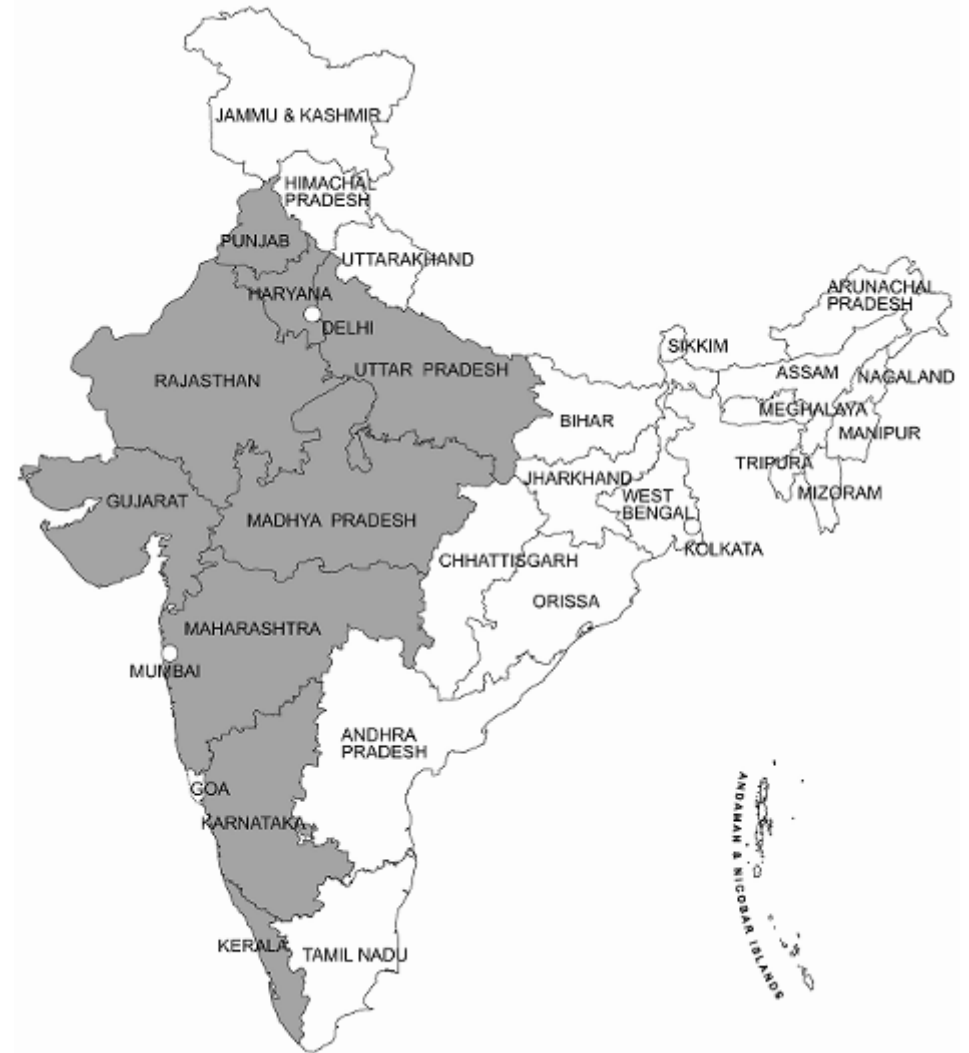 JAMMU & KASHMIR
HIMACHAL
PRADESH
PUNJAB
UTTARAKHAND
HARYANA
DELHI
ARUNACHAL
PRADESH
SIKKIM
RAJASTHAN
UTTAR PRADESH
ASSAM
NAGALAND
BIHAR
MEGHALAYA
MANIPUR
TRIPURA
MIZORAM
JHARKHAND
GUJARAT
WEST
BENGAL
MADHYA PRADESH
KOLKATA
CHHATTISGARH
ORISSA
MAHARASHTRA
MUMBAI
ANDHRA
PRADESH
GOA
KARNATAKA
ANDAMAN & NICOBAR ISLANDS
KERALA
TAMIL NADU